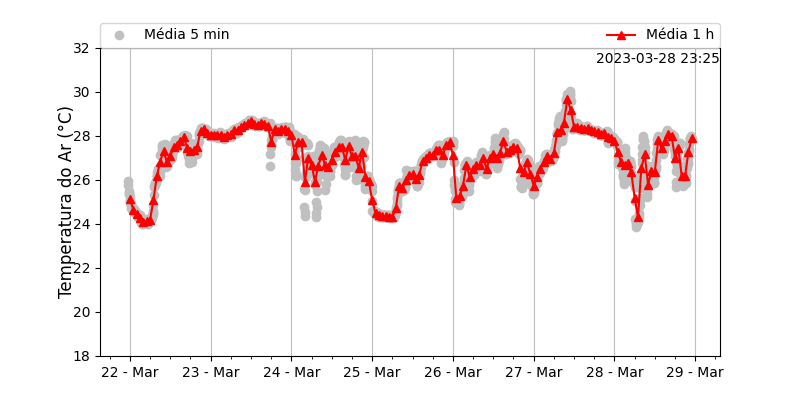 Média 5 min
Média 1 h
2023-03-28 23:25
Temperatura do Ar (°C)
32
30
28
26
24
22
20
18
22 - Mar
23 - Mar
24 - Mar
25 - Mar
26 - Mar
27 - Mar
28 - Mar
29 - Mar